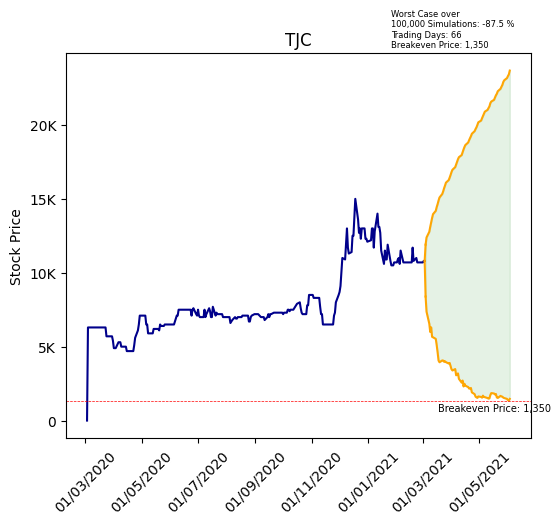 Worst Case over
100,000 Simulations: -87.5 %
Trading Days: 66
Breakeven Price: 1,350
TJC
Stock Price
20K
15K
10K
5K
0
Breakeven Price: 1,350
01/03/2020
01/05/2020
01/07/2020
01/09/2020
01/11/2020
01/01/2021
01/03/2021
01/05/2021